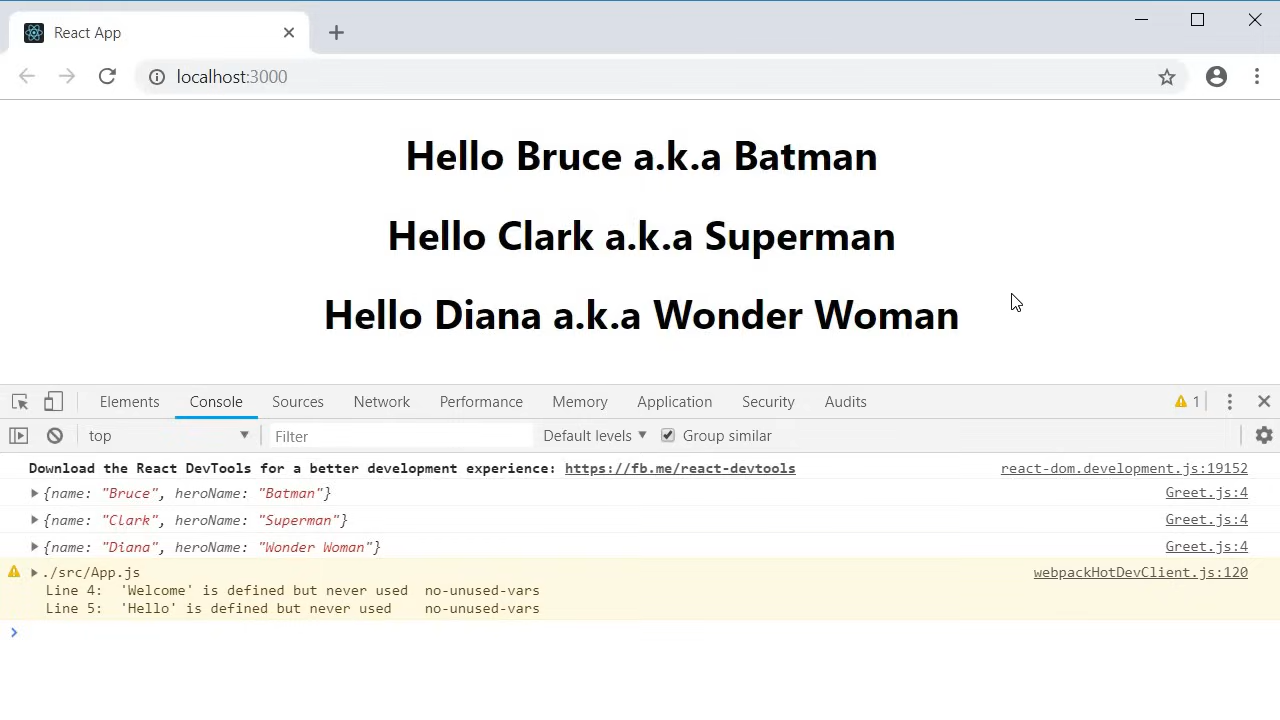 React App
localhost:3000
Hello Bruce a.k.a Batman
Hello Clark a.k.a Superman
Hello Diana a.k.a Wonder Woman
Elements Console Sources Network Performance Memory Application Security Audits 1
top Filter Default levels Group similar
Download the React DevTools for a better development experience: https://fb.me/react-devtools react-dom.development.js:19152
{name: "Bruce", heroName: "Batman"} Greet.js:4
{name: "Clark", heroName: "Superman"} Greet.js:4
{name: "Diana", heroName: "Wonder Woman"} Greet.js:4
./src/App.js webpackHotDevClient.js:120
Line 4: 'Welcome' is defined but never used no-unused-vars
Line 5: 'Hello' is defined but never used no-unused-vars